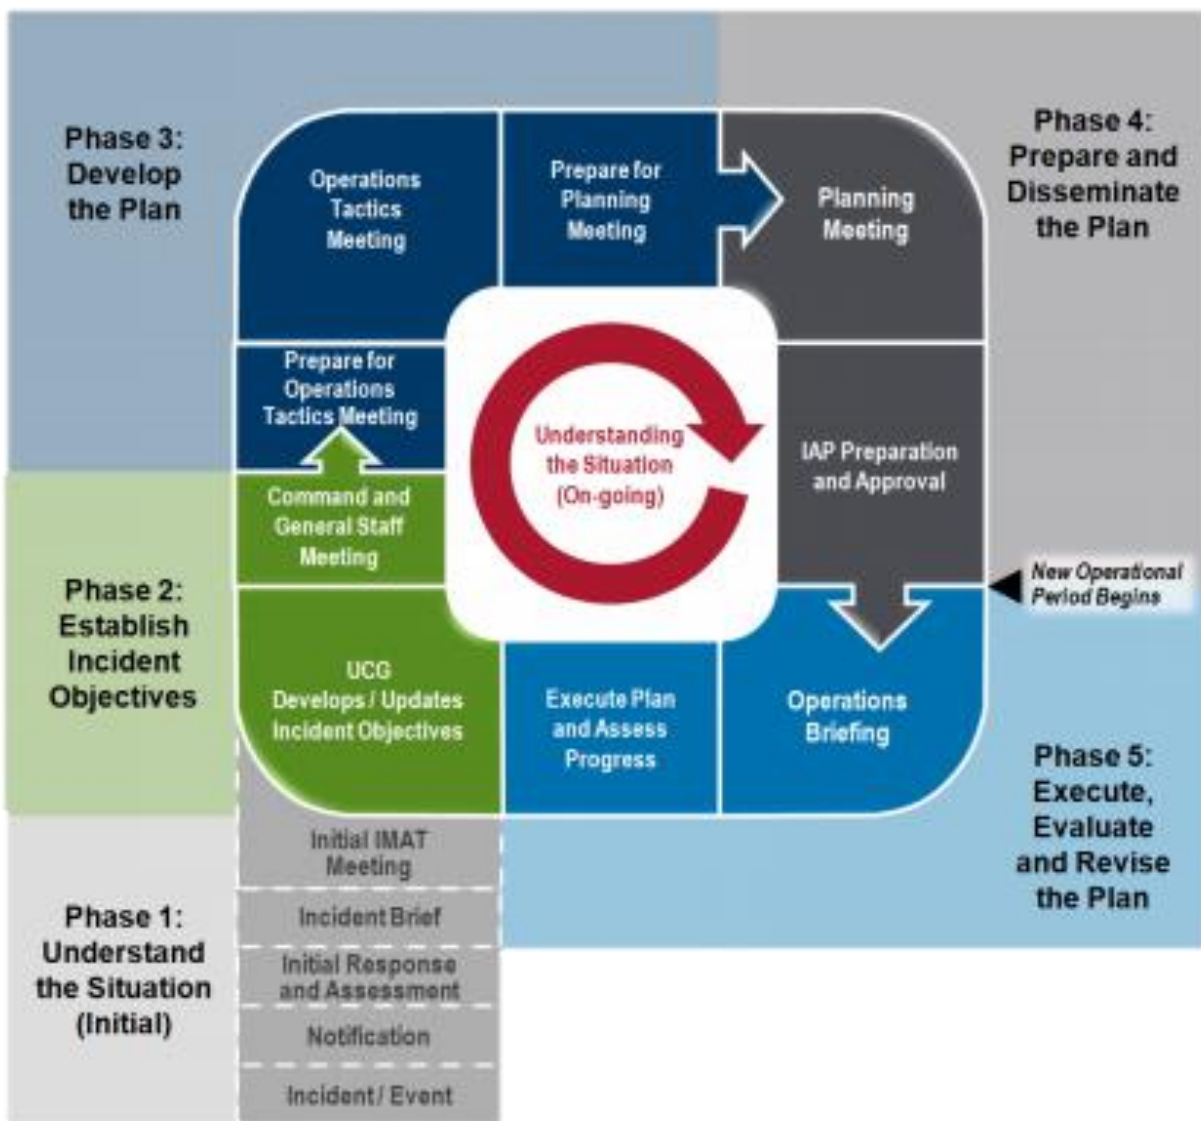 Phase 3:
Develop
the Plan
Operations
Tactics
Meeting
Prepare for
Planning
Meeting
Planning
Meeting
Phase 4:
Prepare and
Disseminate
the Plan
Prepare for
Operations
Tactics Meeting
Understanding
the Situation
(On-going)
IAP Preparation
and Approval
Command and
General Staff
Meeting
New Operational
Period Begins
Phase 2:
Establish
Incident
Objectives
UCG
Develops / Updates
Incident Objectives
Execute Plan
and Assess
Progress
Operations
Briefing
Phase 5:
Execute,
Evaluate
and Revise
the Plan
Phase 1:
Understand
the Situation
(Initial)
Initial IMAT
Meeting
Incident Brief
Initial Response
and Assessment
Notification
Incident / Event